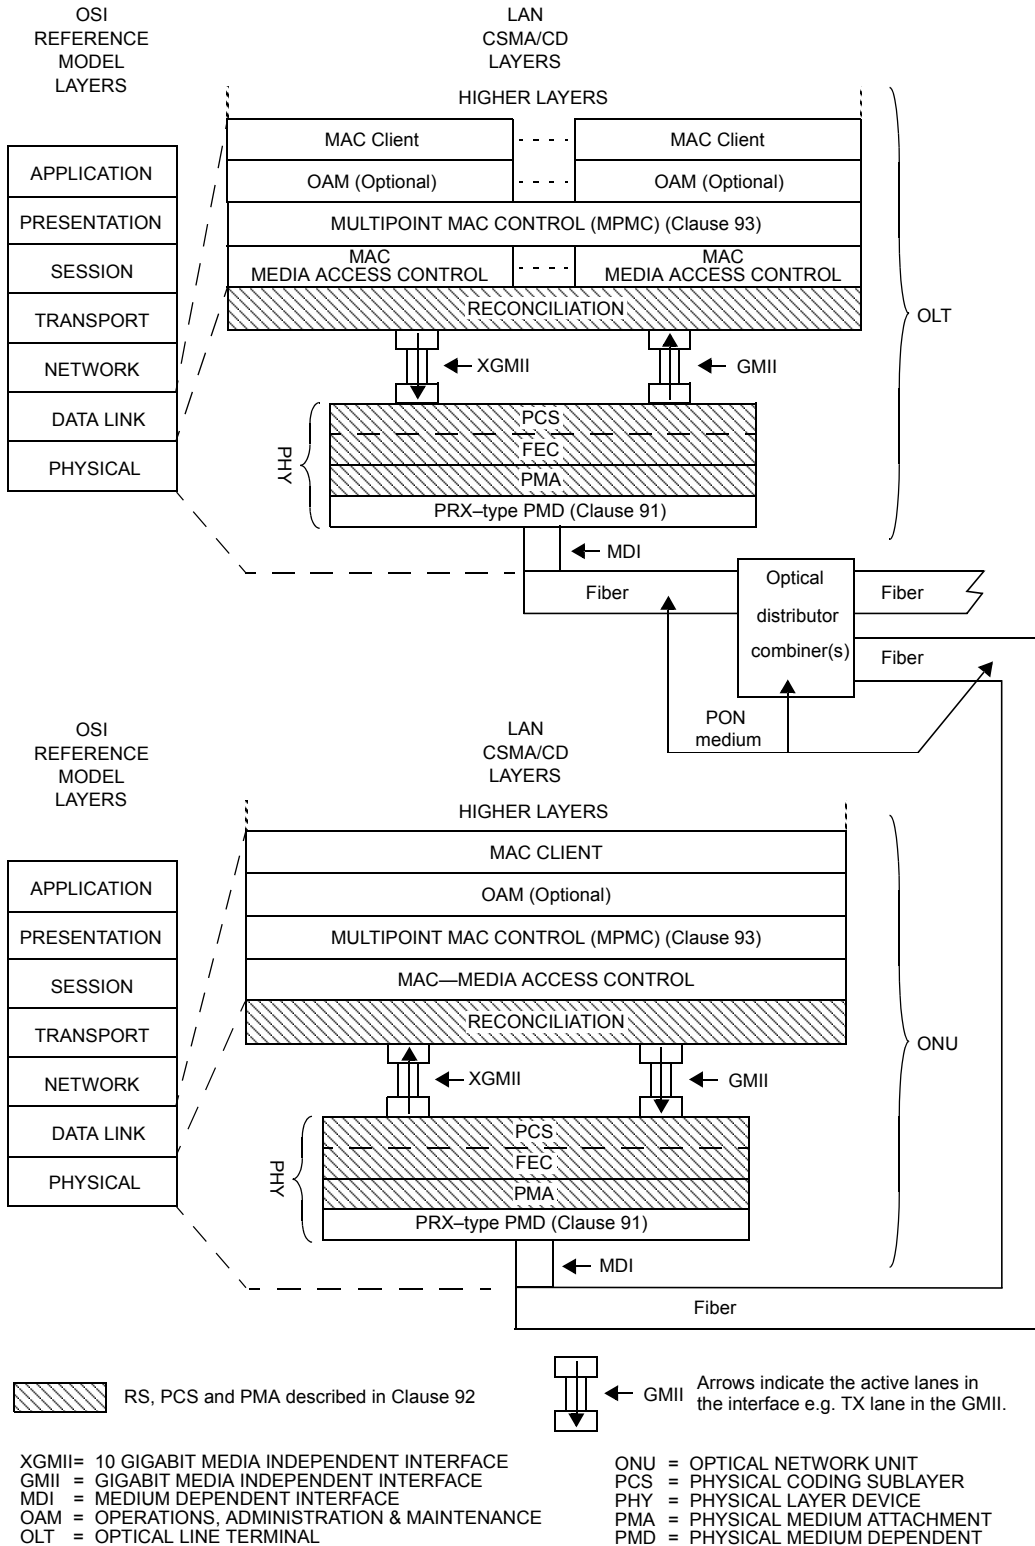 OSI
REFERENCE
MODEL
LAYERS
LAN
CSMA/CD
LAYERS
HIGHER LAYERS
MAC Client
MAC Client
APPLICATION
OAM (Optional)
OAM (Optional)
PRESENTATION
MULTIPOINT MAC CONTROL (MPMC) (Clause 93)
SESSION
MAC
MEDIA ACCESS CONTROL
MAC
MEDIA ACCESS CONTROL
TRANSPORT
RECONCILIATION
OLT
NETWORK
XGMII
GMII
DATA LINK
PCS
PHYSICAL
PHY
FEC
PMA
PRX–type PMD (Clause 91)
MDI
Fiber
Optical
distributor
combiner(s)
Fiber
Fiber
PON
medium
OSI
REFERENCE
MODEL
LAYERS
LAN
CSMA/CD
LAYERS
HIGHER LAYERS
MAC CLIENT
APPLICATION
OAM (Optional)
PRESENTATION
MULTIPOINT MAC CONTROL (MPMC) (Clause 93)
SESSION
MAC—MEDIA ACCESS CONTROL
TRANSPORT
RECONCILIATION
ONU
NETWORK
XGMII
GMII
DATA LINK
PCS
PHYSICAL
PHY
FEC
PMA
PRX–type PMD (Clause 91)
MDI
Fiber
RS, PCS and PMA described in Clause 92
GMII
Arrows indicate the active lanes in
the interface e.g. TX lane in the GMII.
XGMII= 10 GIGABIT MEDIA INDEPENDENT INTERFACE
GMII = GIGABIT MEDIA INDEPENDENT INTERFACE
MDI = MEDIUM DEPENDENT INTERFACE
OAM = OPERATIONS, ADMINISTRATION & MAINTENANCE
OLT = OPTICAL LINE TERMINAL
ONU = OPTICAL NETWORK UNIT
PCS = PHYSICAL CODING SUBLAYER
PHY = PHYSICAL LAYER DEVICE
PMA = PHYSICAL MEDIUM ATTACHMENT
PMD = PHYSICAL MEDIUM DEPENDENT